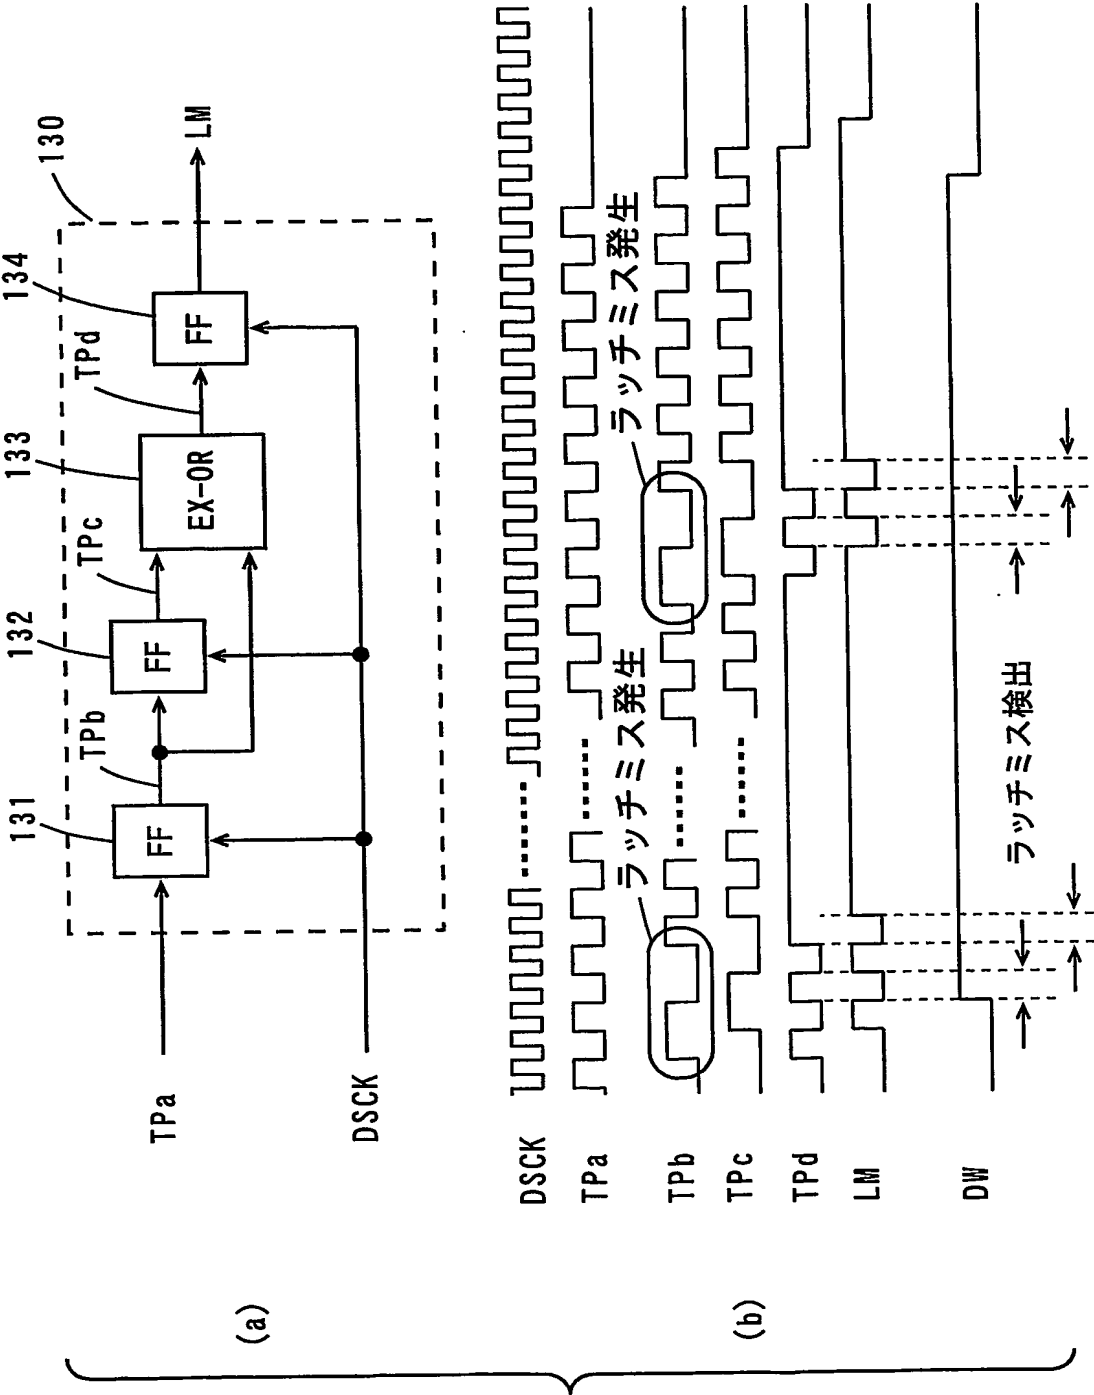 (a)
130
131
132
133
134
TPa
FF
TPb
FF
TPc
EX-OR
TPd
FF
LM
DSCK
(b)
DSCK
TPa
TPb
TPc
TPd
LM
DW
ラッチミス発生
ラッチミス発生
ラッチミス検出